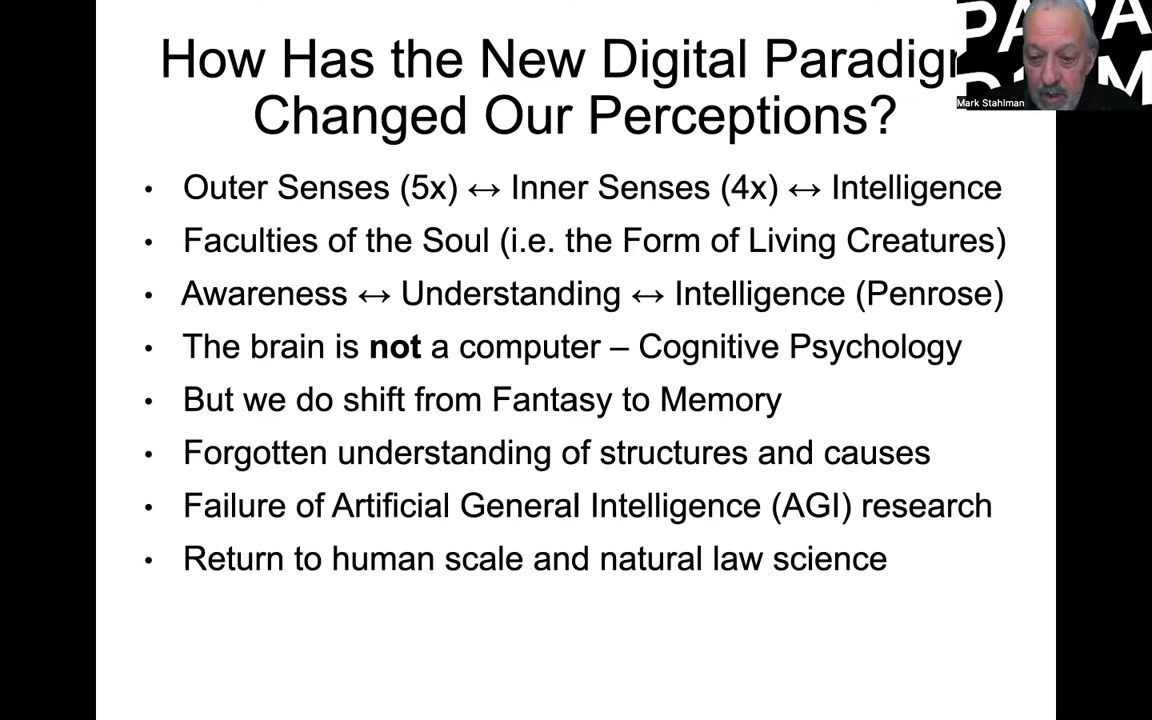 How Has the New Digital Paradigm
Changed Our Perceptions?
Mark Stahlman
• Outer Senses (5x) ↔ Inner Senses (4x) ↔ Intelligence
• Faculties of the Soul (i.e. the Form of Living Creatures)
• Awareness ↔ Understanding ↔ Intelligence (Penrose)
• The brain is not a computer – Cognitive Psychology
• But we do shift from Fantasy to Memory
• Forgotten understanding of structures and causes
• Failure of Artificial General Intelligence (AGI) research
• Return to human scale and natural law science